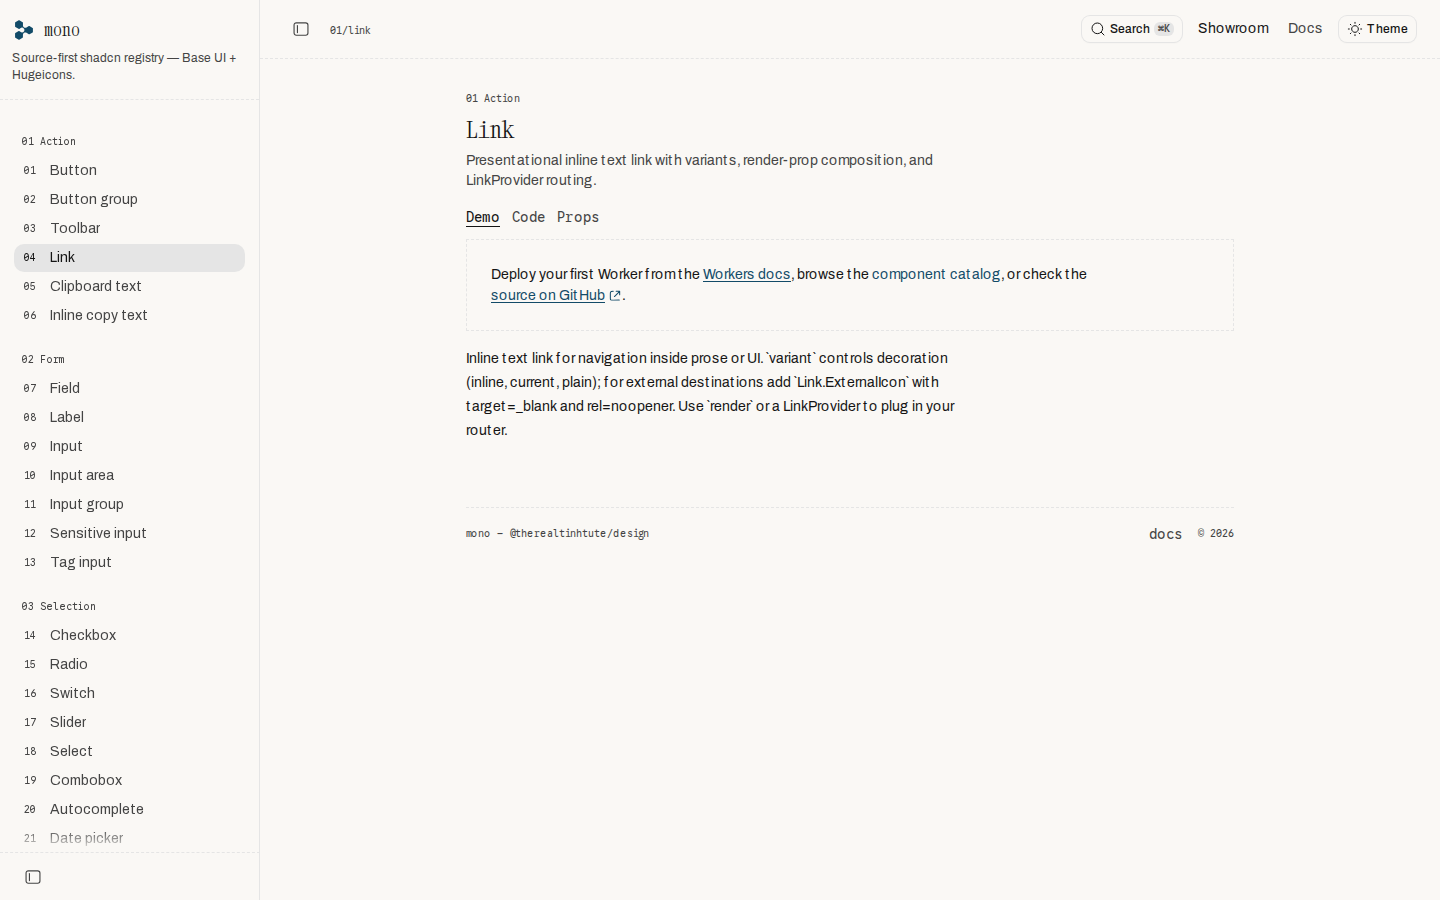 mono
Source-first shadcn registry — Base UI +
Hugeicons.
01 Action
01 Button
02 Button group
03 Toolbar
04 Link
05 Clipboard text
06 Inline copy text
02 Form
07 Field
08 Label
09 Input
10 Input area
11 Input group
12 Sensitive input
13 Tag input
03 Selection
14 Checkbox
15 Radio
16 Switch
17 Slider
18 Select
19 Combobox
20 Autocomplete
21 Date picker
01/link
Search ⌘K
Showroom
Docs
Theme
01 Action
Link
Presentational inline text link with variants, render-prop composition, and
LinkProvider routing.
Demo Code Props
Deploy your first Worker from the Workers docs, browse the component catalog, or check the
source on GitHub.
Inline text link for navigation inside prose or UI. `variant` controls decoration
(inline, current, plain); for external destinations add `Link.ExternalIcon` with
target=_blank and rel=noopener. Use `render` or a LinkProvider to plug in your
router.
mono — @therealtinhtute/design
docs © 2026